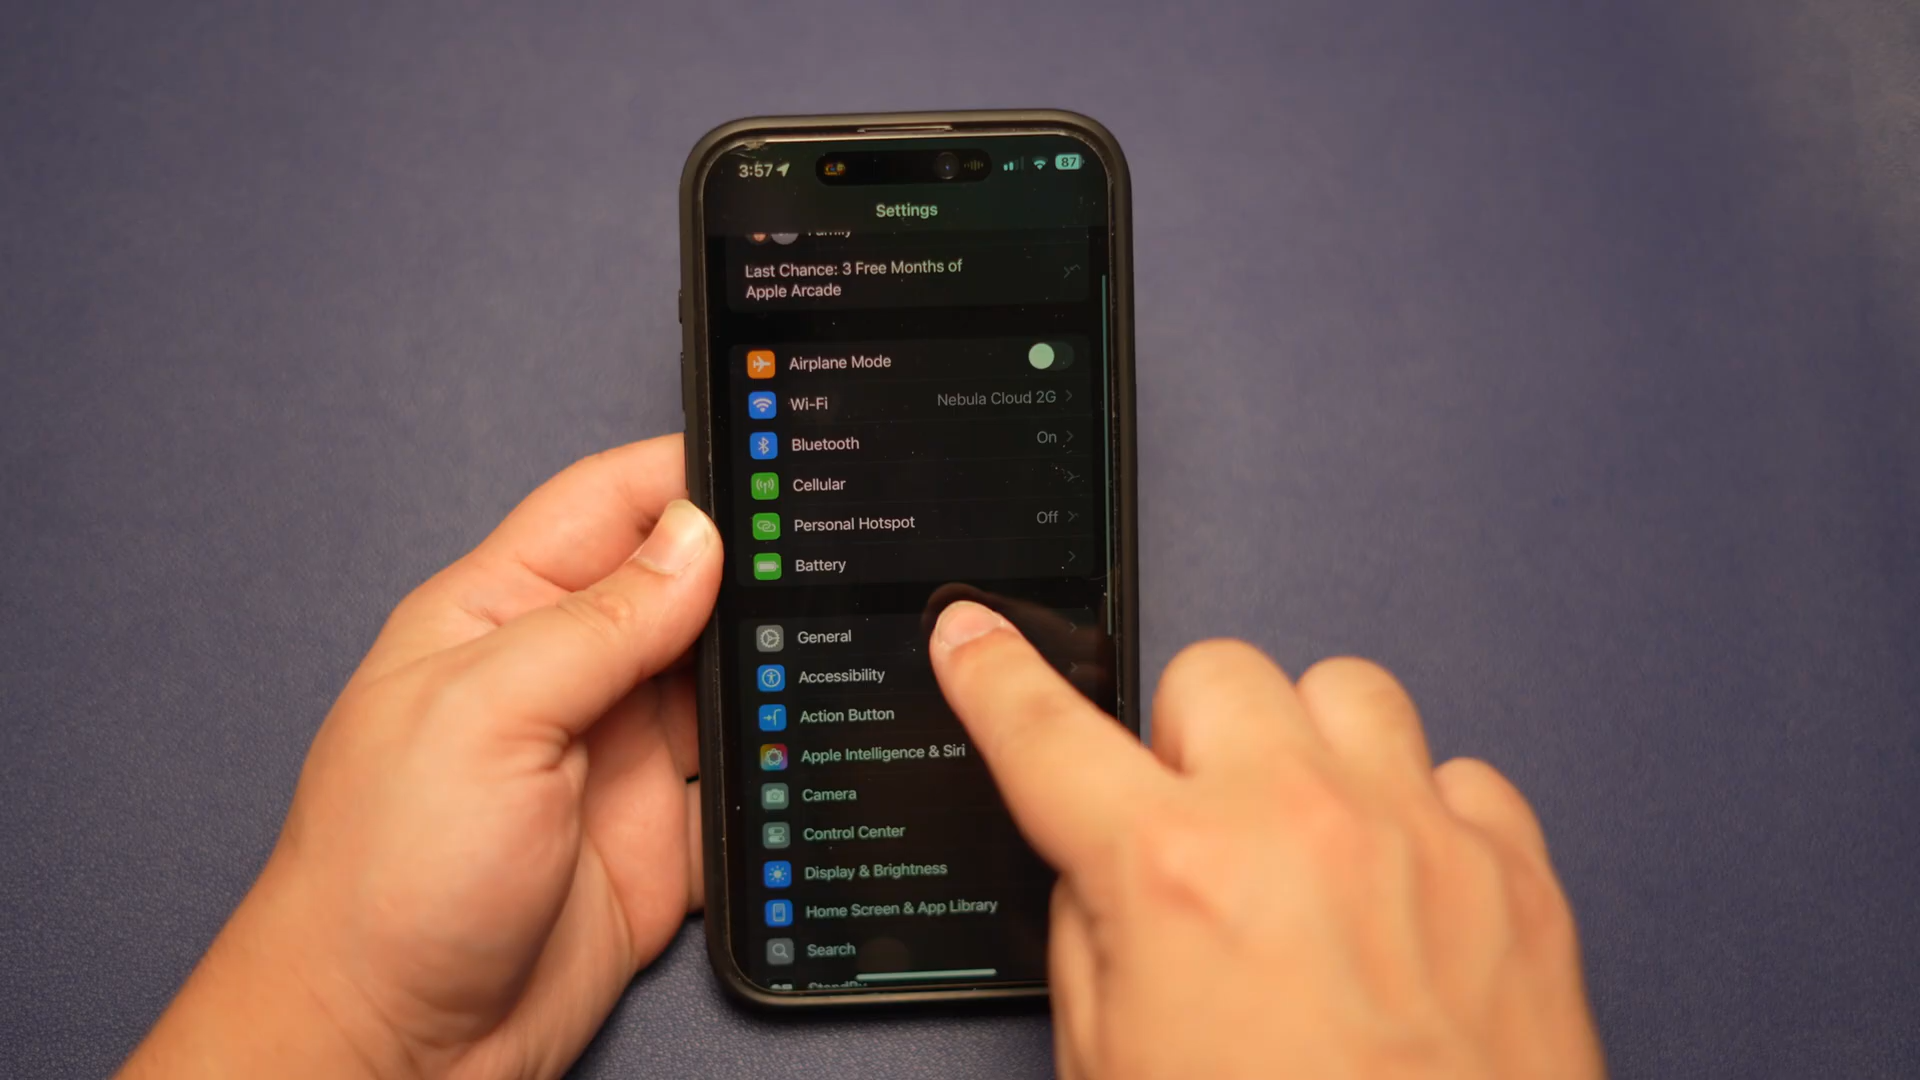 3:57
87
Settings
Family
Last Chance: 3 Free Months of
Apple Arcade
Airplane Mode
Wi-Fi Nebula Cloud 2G
Bluetooth On
Cellular
Personal Hotspot Off
Battery
General
Accessibility
Action Button
Apple Intelligence & Siri
Camera
Control Center
Display & Brightness
Home Screen & App Library
Search
StandBy